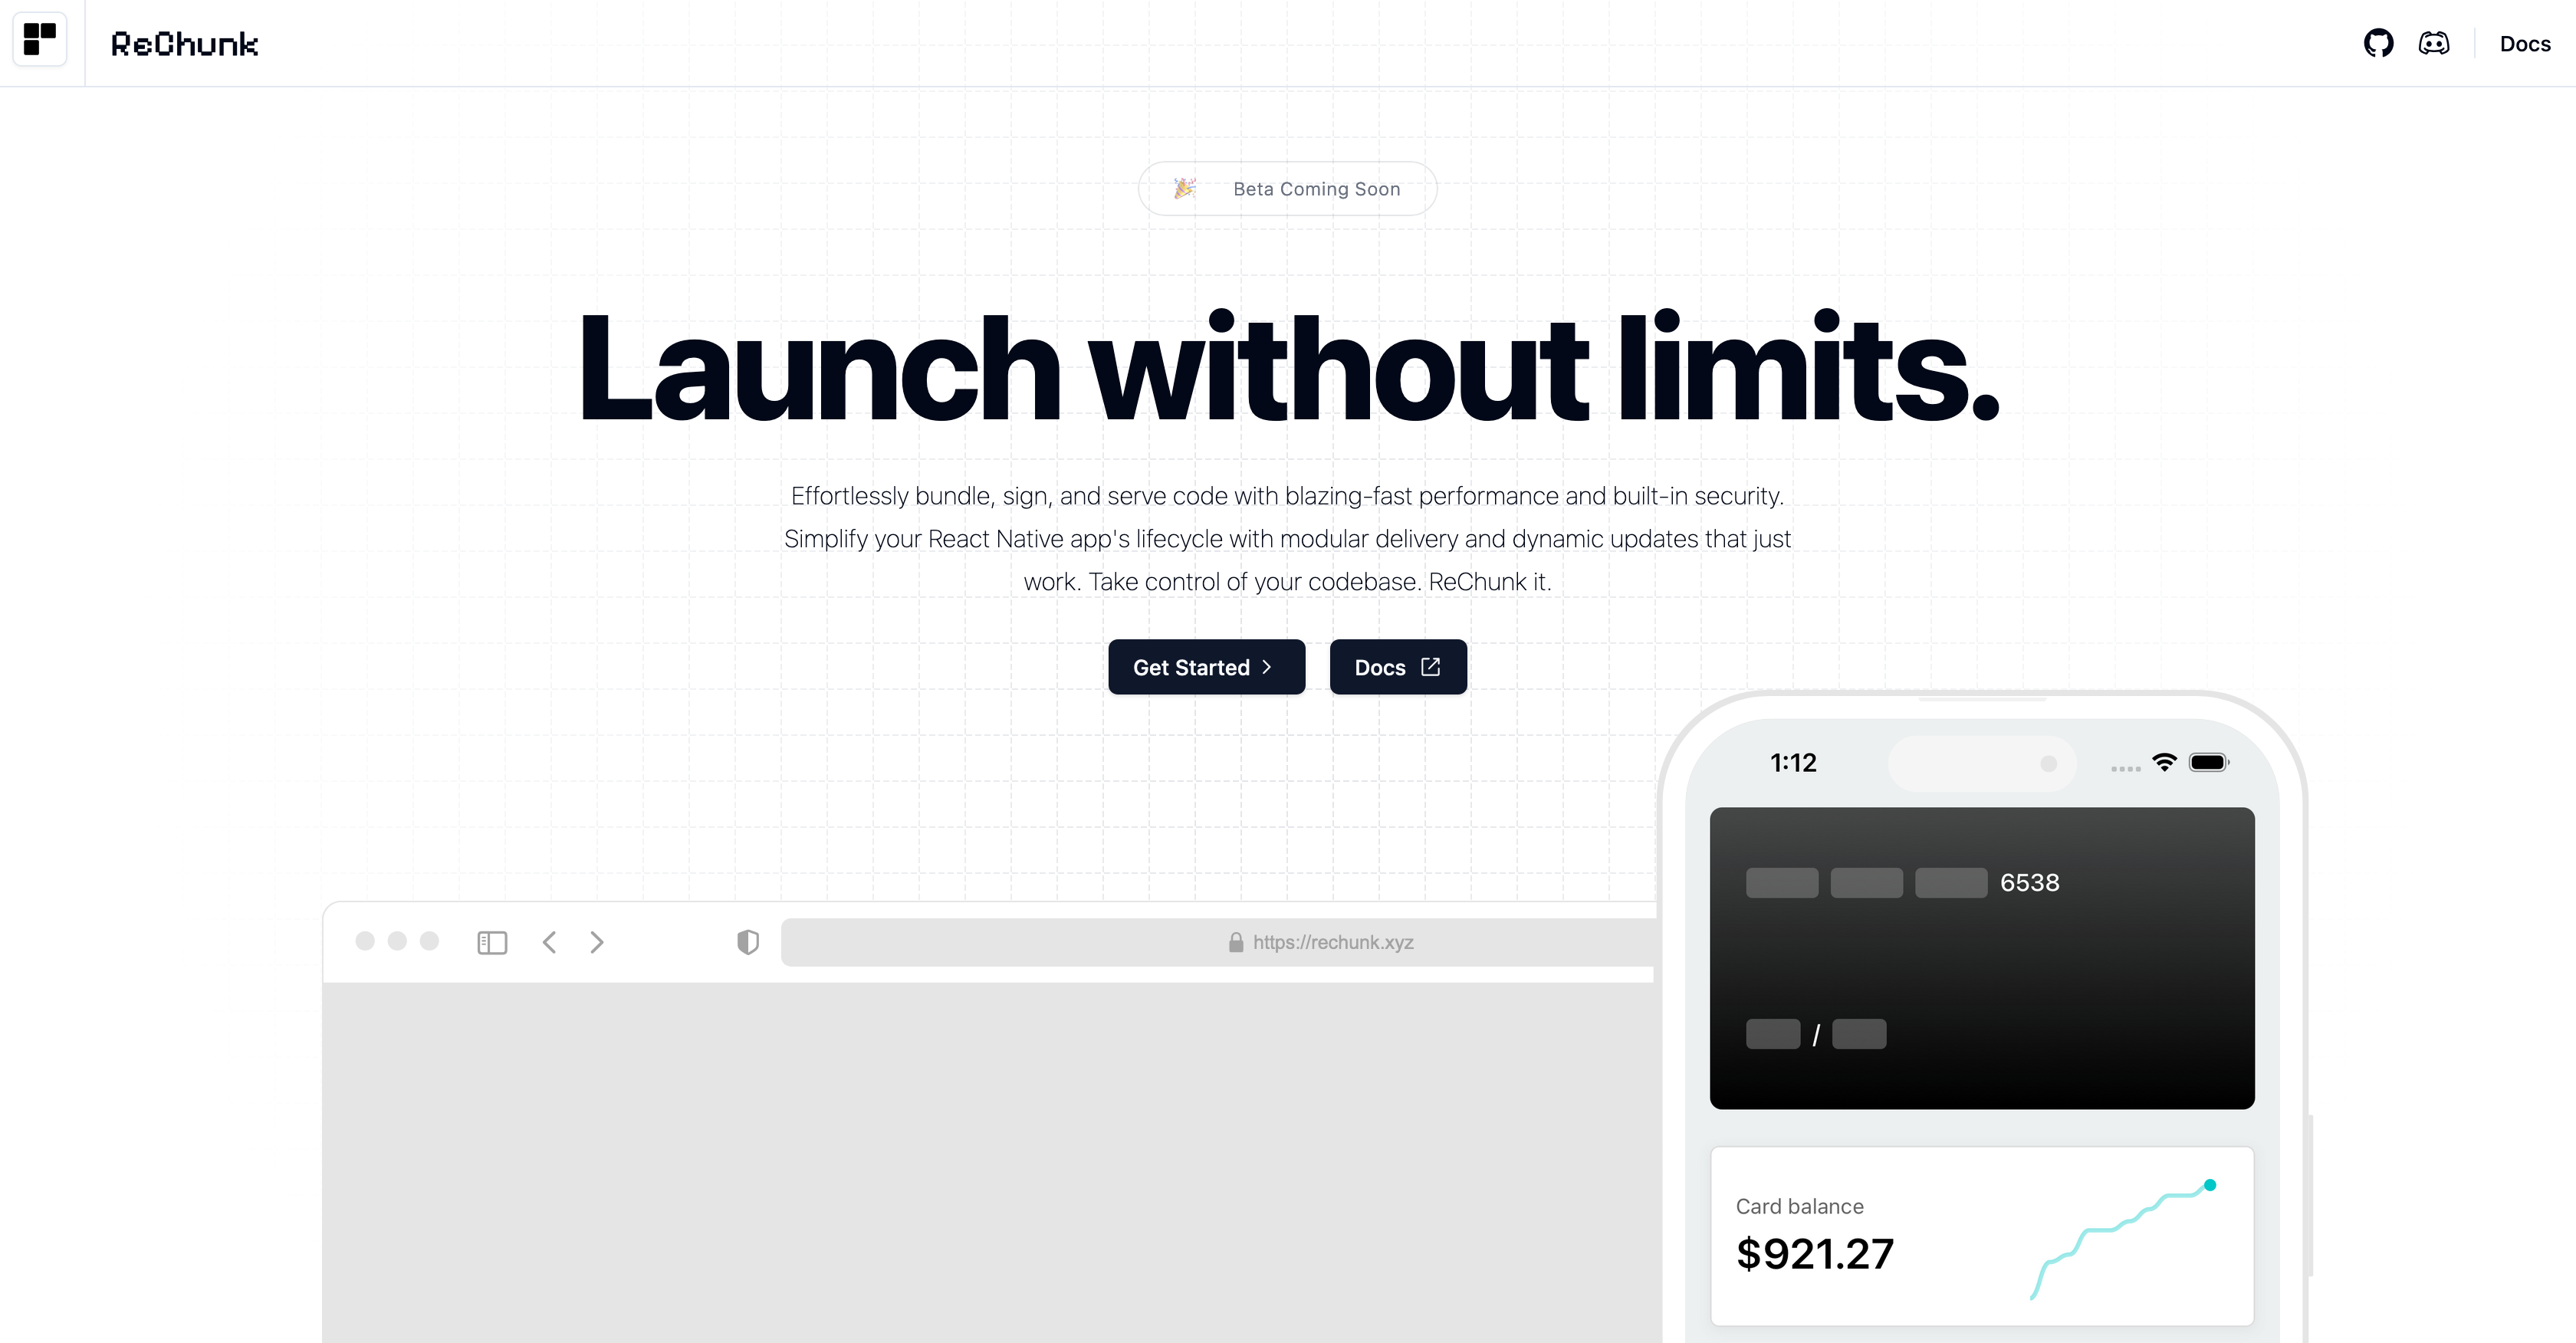 ReChunk
Docs
🎉 Beta Coming Soon
Launch without limits.
Effortlessly bundle, sign, and serve code with blazing-fast performance and built-in security.
Simplify your React Native app's lifecycle with modular delivery and dynamic updates that just
work. Take control of your codebase. ReChunk it.
Get Started
Docs
1:12
6538
https://rechunk.xyz
/
Card balance
$921.27